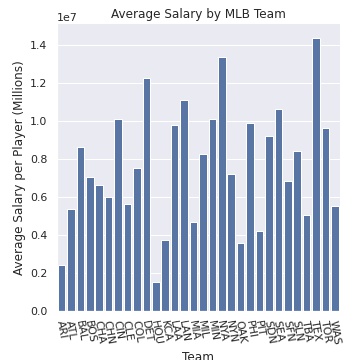 Average Salary by MLB Team
1e7
Average Salary per Player (Millions)
1.4
1.2
1.0
0.8
0.6
0.4
0.2
0.0
ARI ATL BAL BOS CHA CHN CIN CLE COL DET HOU KCA LAA LAN MIA MIL MIN NYA NYN OAK PHI PIT SDN SEA SFN SLN TBA TEX TOR WAS
Team